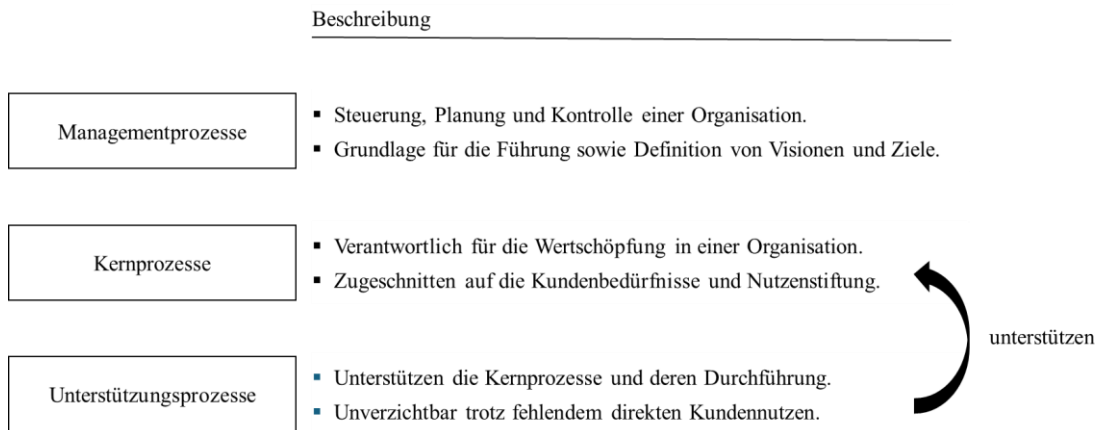 Beschreibung
Managementprozesse
▪ Steuerung, Planung und Kontrolle einer Organisation.
▪ Grundlage für die Führung sowie Definition von Visionen und Ziele.
Kernprozesse
▪ Verantwortlich für die Wertschöpfung in einer Organisation.
▪ Zugeschnitten auf die Kundenbedürfnisse und Nutzenstiftung.
unterstützen
Unterstützungsprozesse
▪ Unterstützen die Kernprozesse und deren Durchführung.
▪ Unverzichtbar trotz fehlendem direkten Kundennutzen.